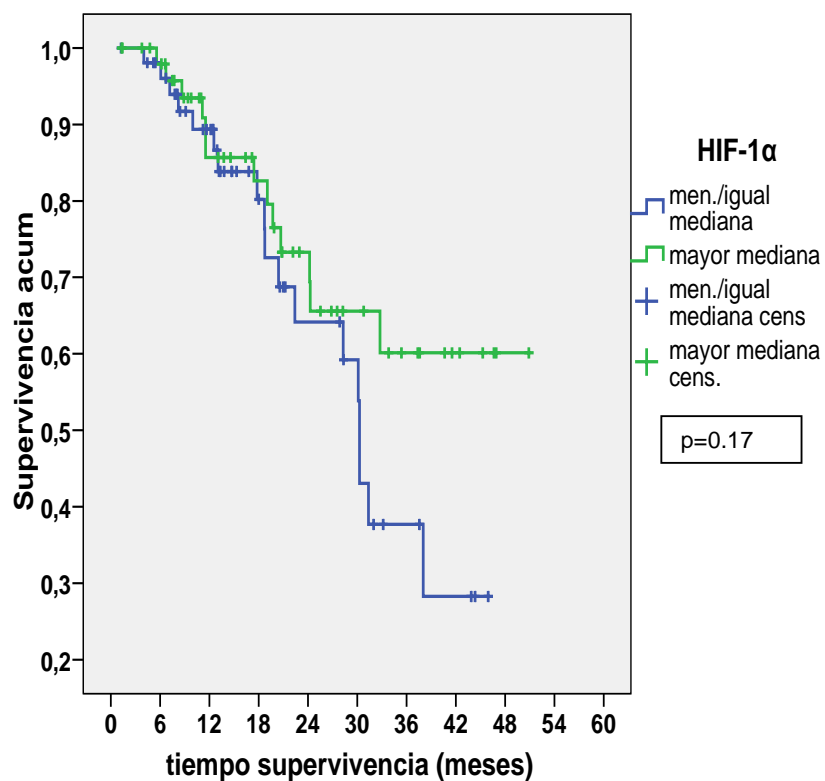 1,0
0,9
0,8
0,7
0,6
0,5
0,4
0,3
0,2
Supervivencia acum
0 6 12 18 24 30 36 42 48 54 60
tiempo supervivencia (meses)
HIF-1α
men./igual
mediana
mayor mediana
men./igual
mediana cens
mayor mediana
cens.
p=0.17